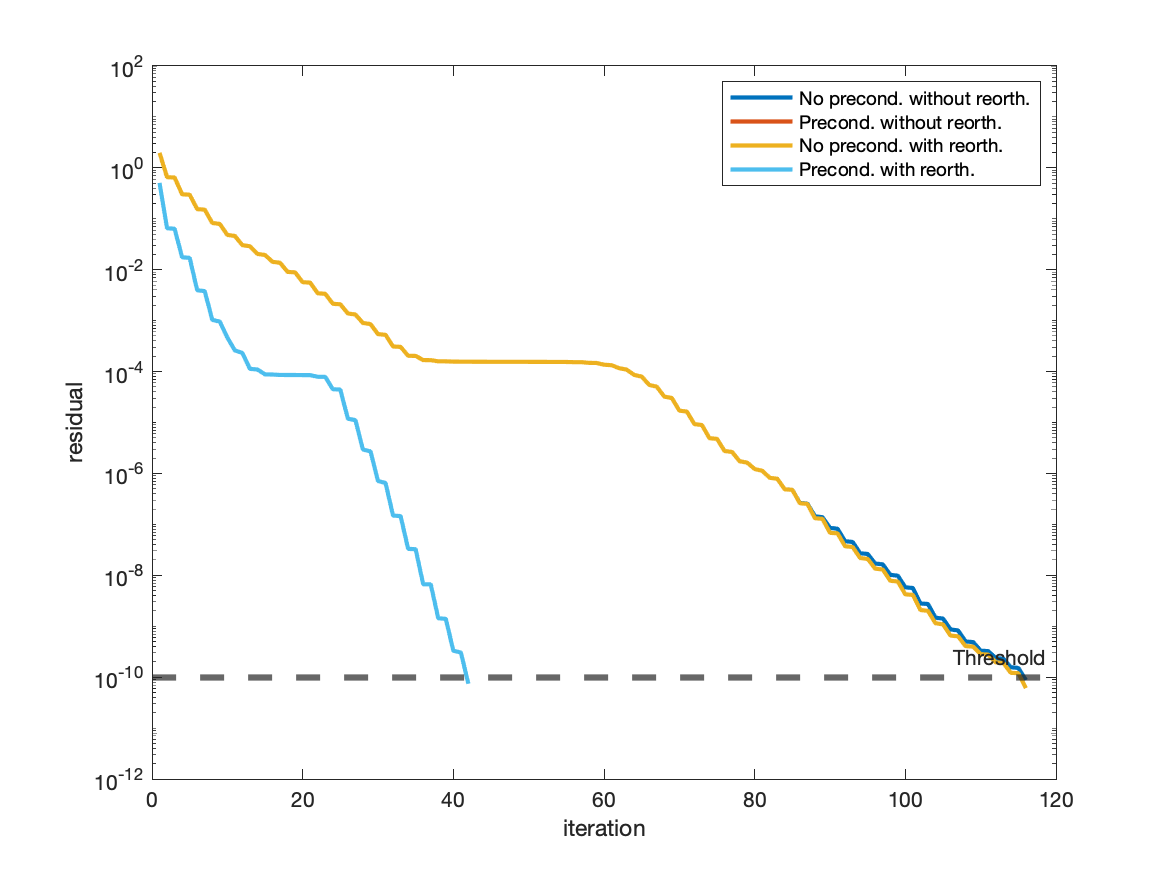 10^2
10^0
10^-2
10^-4
10^-6
10^-8
10^-10
10^-12
residual
0 20 40 60 80 100 120
iteration
No precond. without reorth.
Precond. without reorth.
No precond. with reorth.
Precond. with reorth.
Threshold